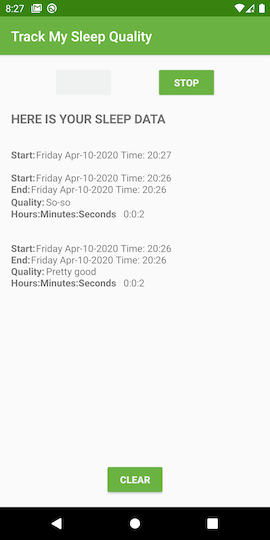 8:27
Track My Sleep Quality
STOP
HERE IS YOUR SLEEP DATA
Start:Friday Apr-10-2020 Time: 20:27
Start:Friday Apr-10-2020 Time: 20:26
End:Friday Apr-10-2020 Time: 20:26
Quality: So-so
Hours:Minutes:Seconds 0:0:2
Start:Friday Apr-10-2020 Time: 20:26
End:Friday Apr-10-2020 Time: 20:26
Quality: Pretty good
Hours:Minutes:Seconds 0:0:2
CLEAR